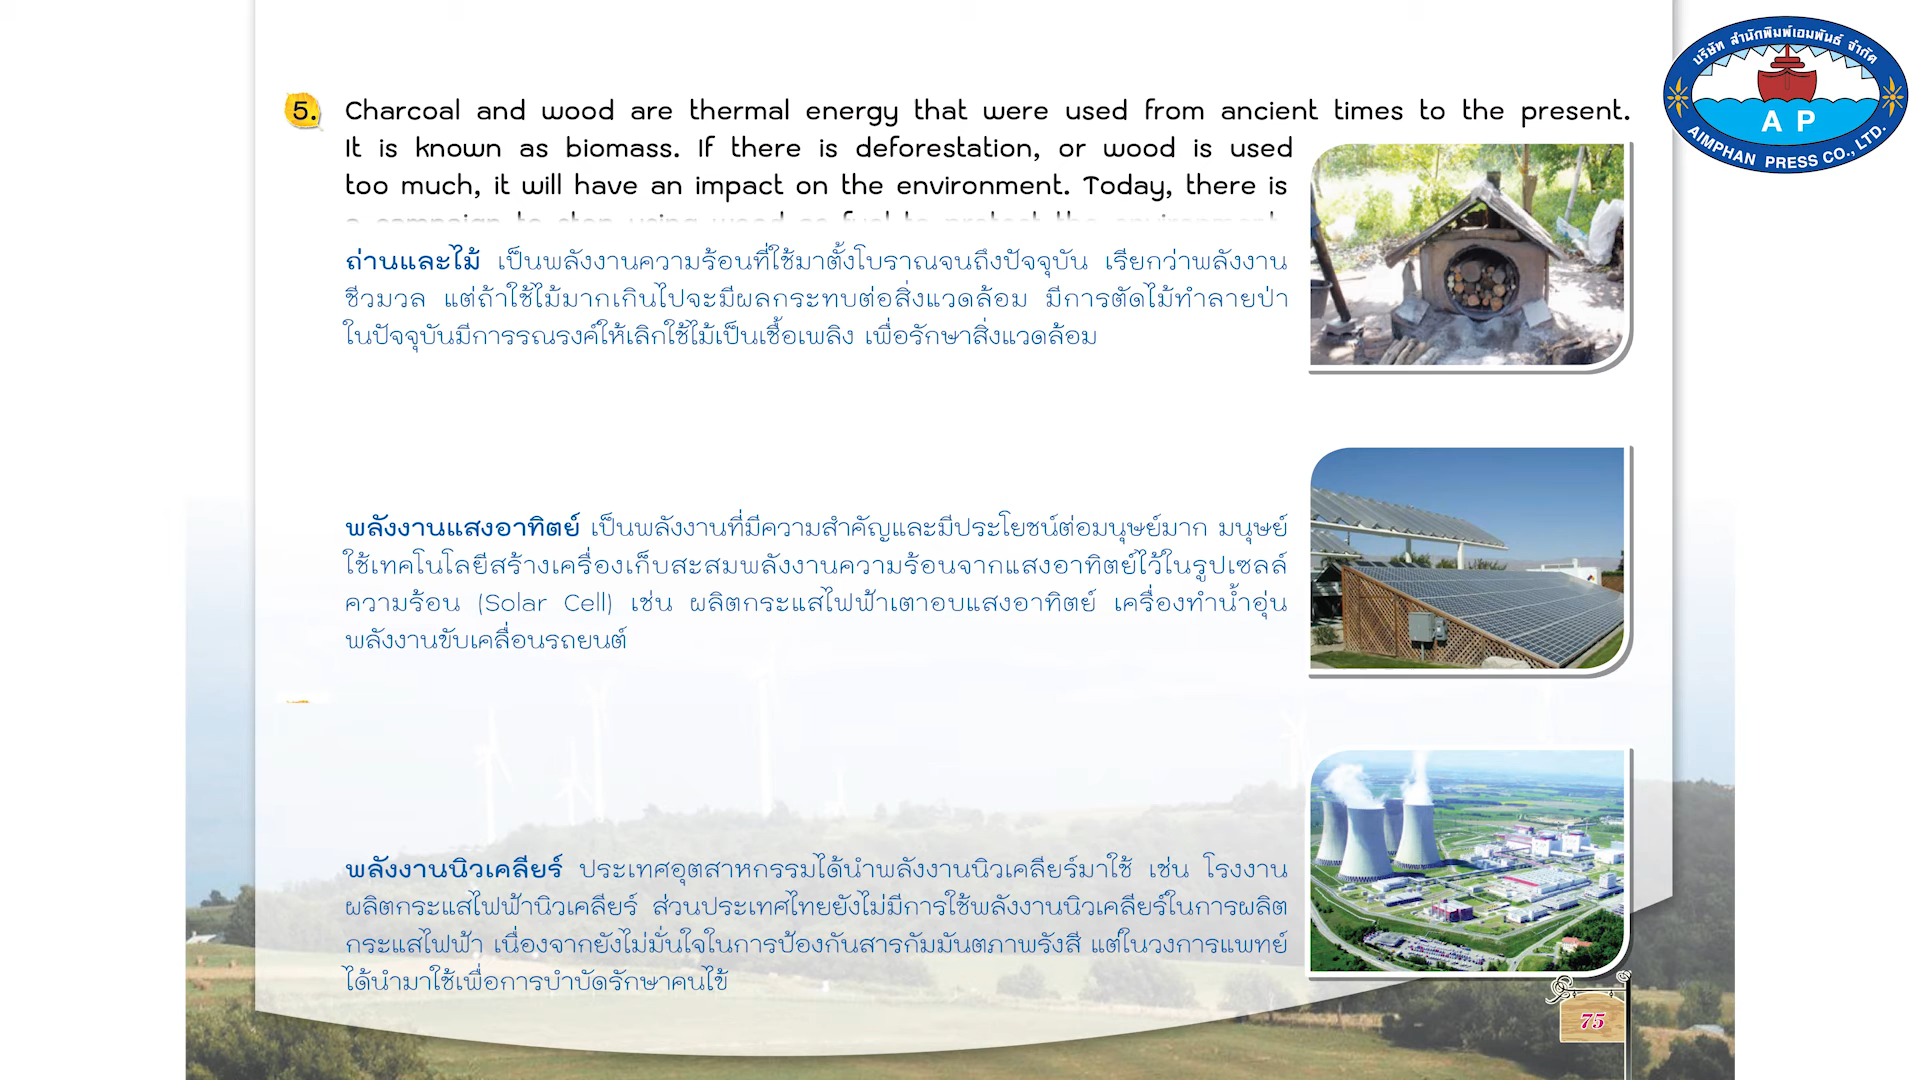 5. Charcoal and wood are thermal energy that were used from ancient times to the present.
It is known as biomass. If there is deforestation, or wood is used
too much, it will have an impact on the environment. Today, there is
ถ่านและไม้ เป็นพลังงานความร้อนที่ใช้มาตั้งโบราณจนถึงปัจจุบัน เรียกว่าพลังงาน
ชีวมวล แต่ถ้าใช้ไม้มากเกินไปจะมีผลกระทบต่อสิ่งแวดล้อม มีการตัดไม้ทำลายป่า
ในปัจจุบันมีการรณรงค์ให้เลิกใช้ไม้เป็นเชื้อเพลิง เพื่อรักษาสิ่งแวดล้อม
พลังงานแสงอาทิตย์ เป็นพลังงานที่มีความสำคัญและมีประโยชน์ต่อมนุษย์มาก มนุษย์
ใช้เทคโนโลยีสร้างเครื่องเก็บสะสมพลังงานความร้อนจากแสงอาทิตย์ไว้ในรูปเซลล์
ความร้อน (Solar Cell) เช่น ผลิตกระแสไฟฟ้าเตาอบแสงอาทิตย์ เครื่องทำน้ำอุ่น
พลังงานขับเคลื่อนรถยนต์
พลังงานนิวเคลียร์ ประเทศอุตสาหกรรมได้นำพลังงานนิวเคลียร์มาใช้ เช่น โรงงาน
ผลิตกระแสไฟฟ้านิวเคลียร์ ส่วนประเทศไทยยังไม่มีการใช้พลังงานนิวเคลียร์ในการผลิต
กระแสไฟฟ้า เนื่องจากยังไม่มั่นใจในการป้องกันสารกัมมันตภาพรังสี แต่ในวงการแพทย์
ได้นำมาใช้เพื่อการบำบัดรักษาคนไข้
75
บริษัท สำนักพิมพ์เอมพันธ์ จำกัด
A P
AIMPHAN PRESS CO., LTD.